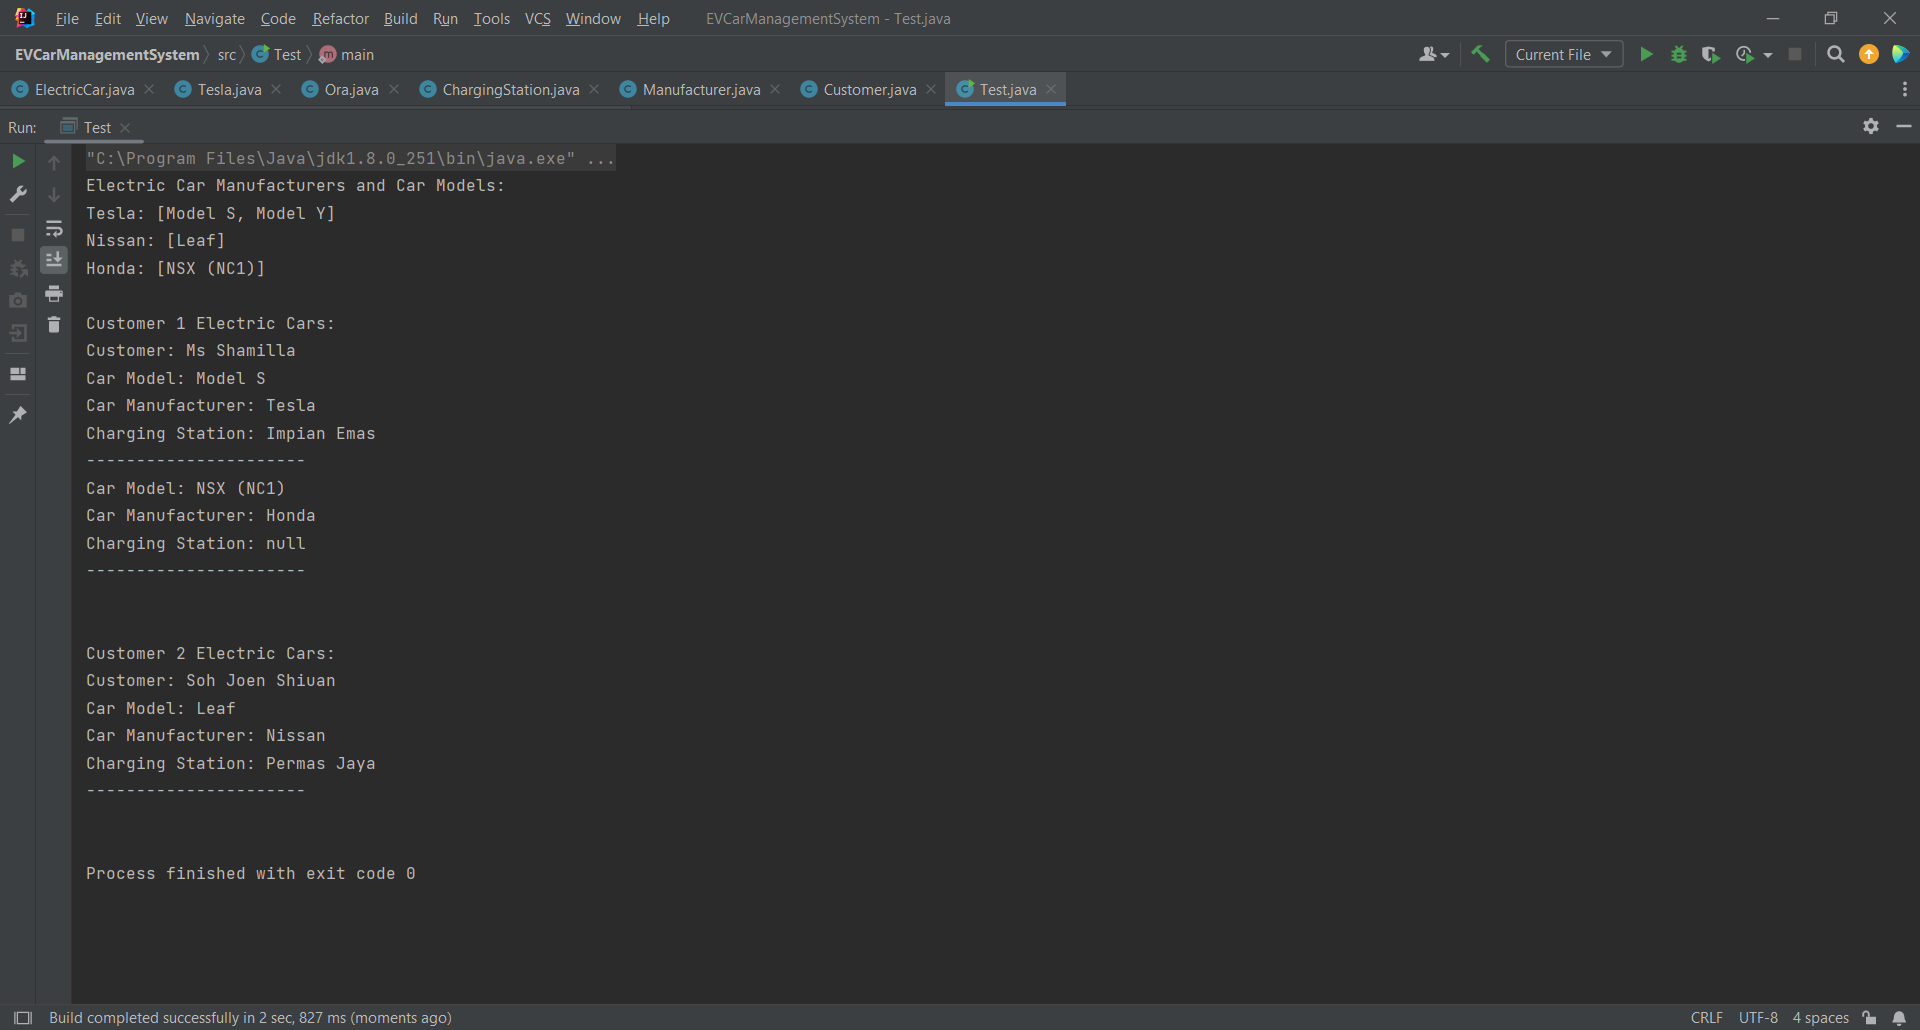 File Edit View Navigate Code Refactor Build Run Tools VCS Window Help EVCarManagementSystem - Test.java
EVCarManagementSystem src Test main Current File
ElectricCar.java Tesla.java Ora.java ChargingStation.java Manufacturer.java Customer.java Test.java
Run: Test
"C:\Program Files\Java\jdk1.8.0_251\bin\java.exe" ...
Electric Car Manufacturers and Car Models:
Tesla: [Model S, Model Y]
Nissan: [Leaf]
Honda: [NSX (NC1)]
Customer 1 Electric Cars:
Customer: Ms Shamilla
Car Model: Model S
Car Manufacturer: Tesla
Charging Station: Impian Emas
----------------------
Car Model: NSX (NC1)
Car Manufacturer: Honda
Charging Station: null
----------------------
Customer 2 Electric Cars:
Customer: Soh Joen Shiuan
Car Model: Leaf
Car Manufacturer: Nissan
Charging Station: Permas Jaya
----------------------
Process finished with exit code 0
Build completed successfully in 2 sec, 827 ms (moments ago) CRLF UTF-8 4 spaces